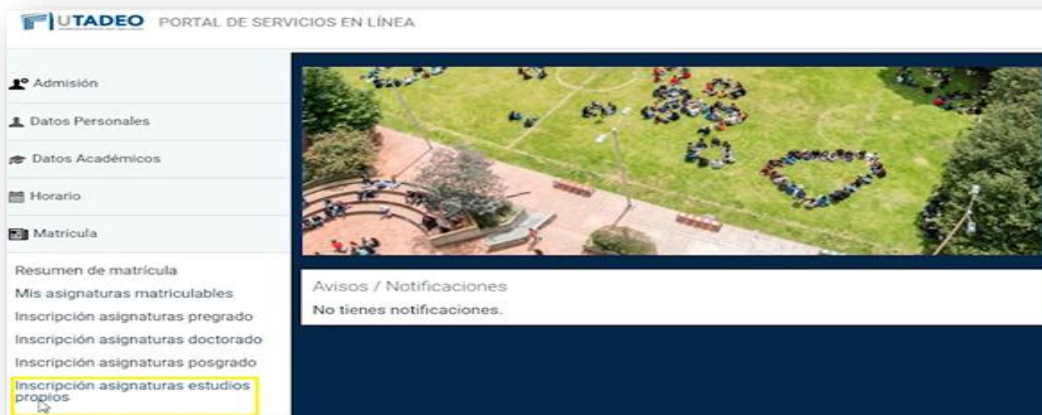 UTADEO PORTAL DE SERVICIOS EN LÍNEA
Admisión
Datos Personales
Datos Académicos
Horario
Matrícula
Resumen de matrícula
Mis asignaturas matriculables
Inscripción asignaturas pregrado
Inscripción asignaturas doctorado
Inscripción asignaturas posgrado
Inscripción asignaturas estudios
propios
Avisos / Notificaciones
No tienes notificaciones.